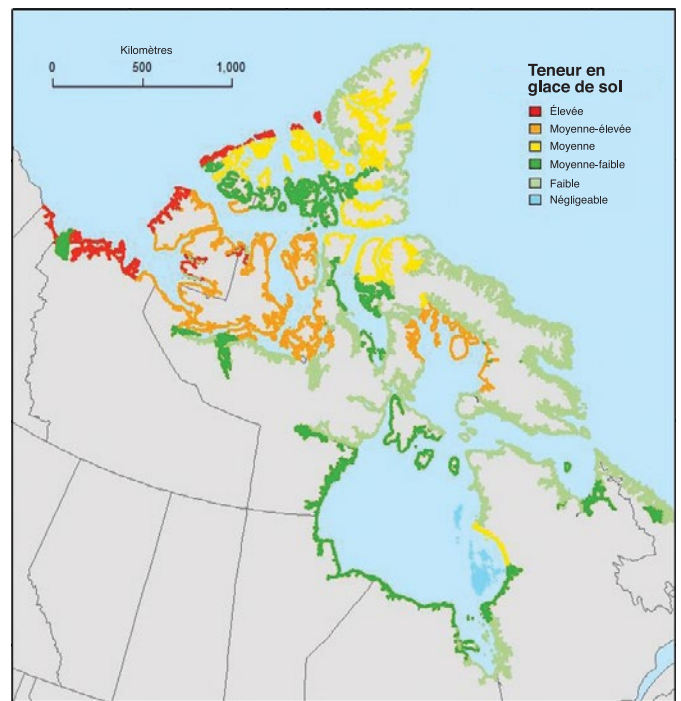 Kilomètres
0 500 1,000
Teneur en
glace de sol
Élevée
Moyenne-élevée
Moyenne
Moyenne-faible
Faible
Négligeable